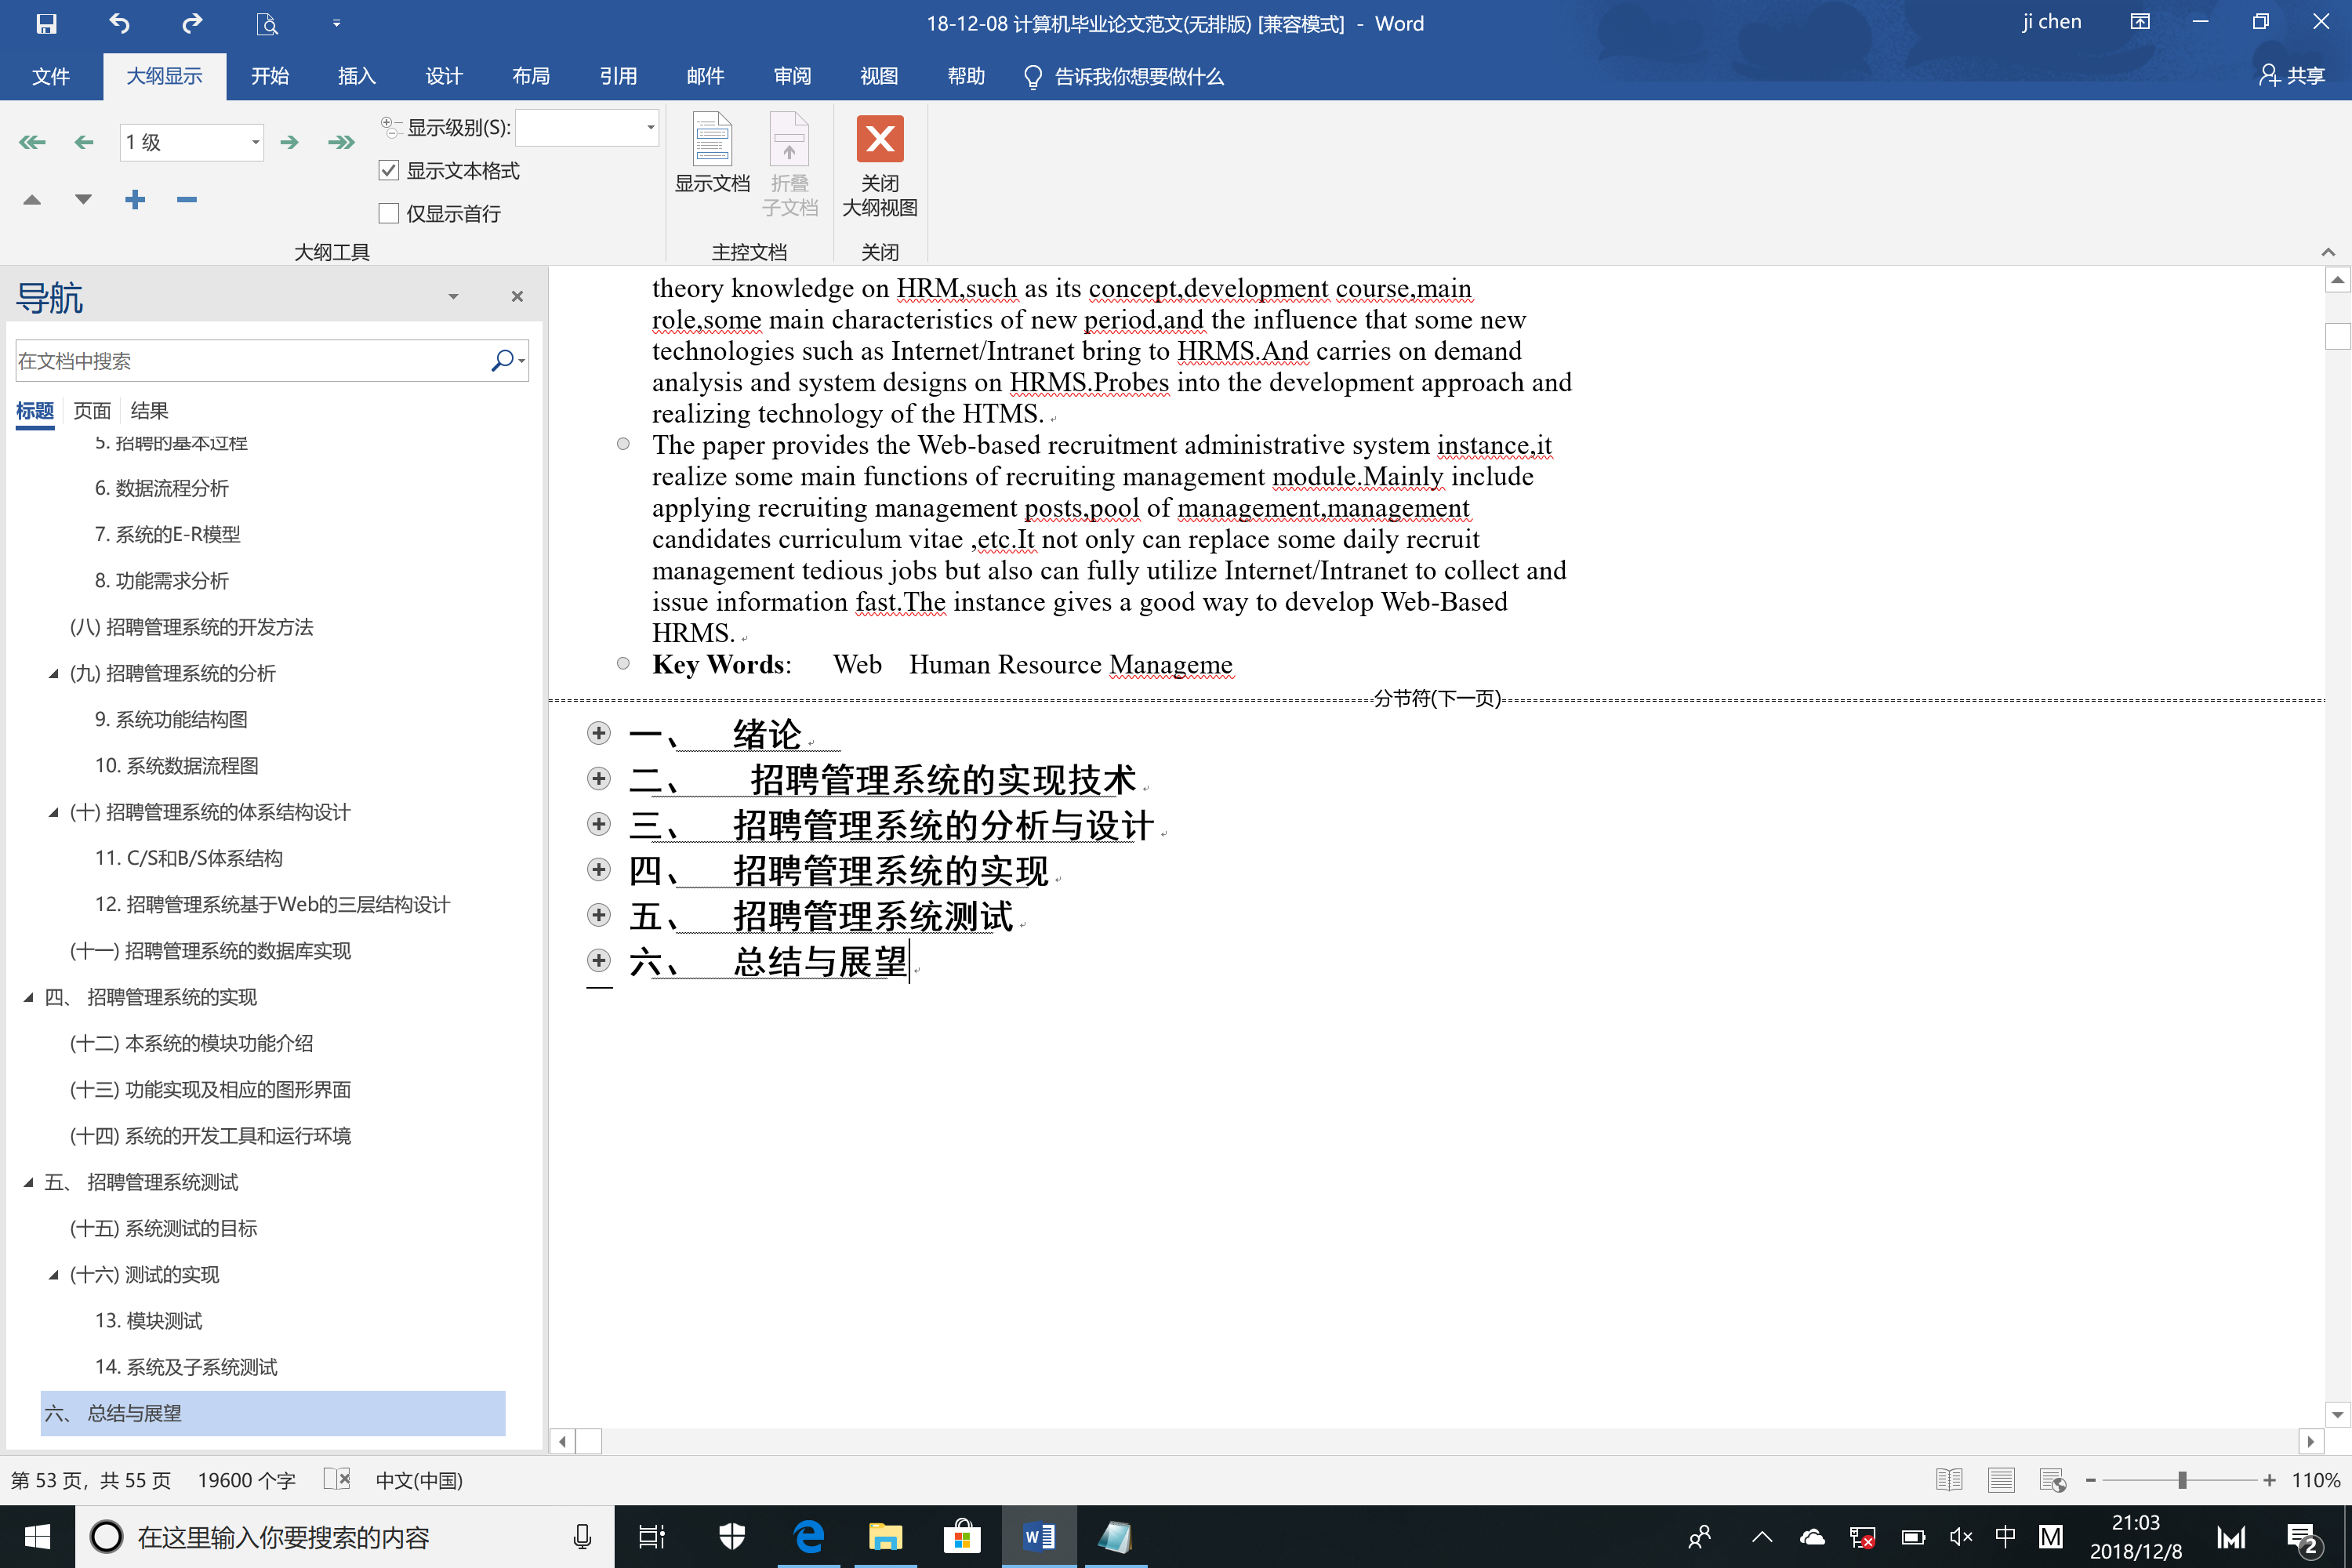 18-12-08 计算机毕业论文范文(无排版) [兼容模式] - Word
ji chen
文件 大纲显示 开始 插入 设计 布局 引用 邮件 审阅 视图 帮助 告诉我你想要做什么 共享
1 级
显示级别(S):
显示文本格式
仅显示首行
大纲工具
显示文档
折叠
子文档
主控文档
关闭
大纲视图
关闭
导航
在文档中搜索
标题 页面 结果
5. 招聘的基本过程
6. 数据流程分析
7. 系统的E-R模型
8. 功能需求分析
(八) 招聘管理系统的开发方法
(九) 招聘管理系统的分析
9. 系统功能结构图
10. 系统数据流程图
(十) 招聘管理系统的体系结构设计
11. C/S和B/S体系结构
12. 招聘管理系统基于Web的三层结构设计
(十一) 招聘管理系统的数据库实现
四、 招聘管理系统的实现
(十二) 本系统的模块功能介绍
(十三) 功能实现及相应的图形界面
(十四) 系统的开发工具和运行环境
五、 招聘管理系统测试
(十五) 系统测试的目标
(十六) 测试的实现
13. 模块测试
14. 系统及子系统测试
六、 总结与展望
theory knowledge on HRM,such as its concept,development course,main
role,some main characteristics of new period,and the influence that some new
technologies such as Internet/Intranet bring to HRMS.And carries on demand
analysis and system designs on HRMS.Probes into the development approach and
realizing technology of the HTMS.
The paper provides the Web-based recruitment administrative system instance,it
realize some main functions of recruiting management module.Mainly include
applying recruiting management posts,pool of management,management
candidates curriculum vitae ,etc.It not only can replace some daily recruit
management tedious jobs but also can fully utilize Internet/Intranet to collect and
issue information fast.The instance gives a good way to develop Web-Based
HRMS.
Key Words: Web Human Resource Manageme
分节符(下一页)
一、 绪论
二、 招聘管理系统的实现技术
三、 招聘管理系统的分析与设计
四、 招聘管理系统的实现
五、 招聘管理系统测试
六、 总结与展望
第 53 页，共 55 页 19600 个字 中文(中国)
110%
在这里输入你要搜索的内容
中 M
21:03
2018/12/8
2